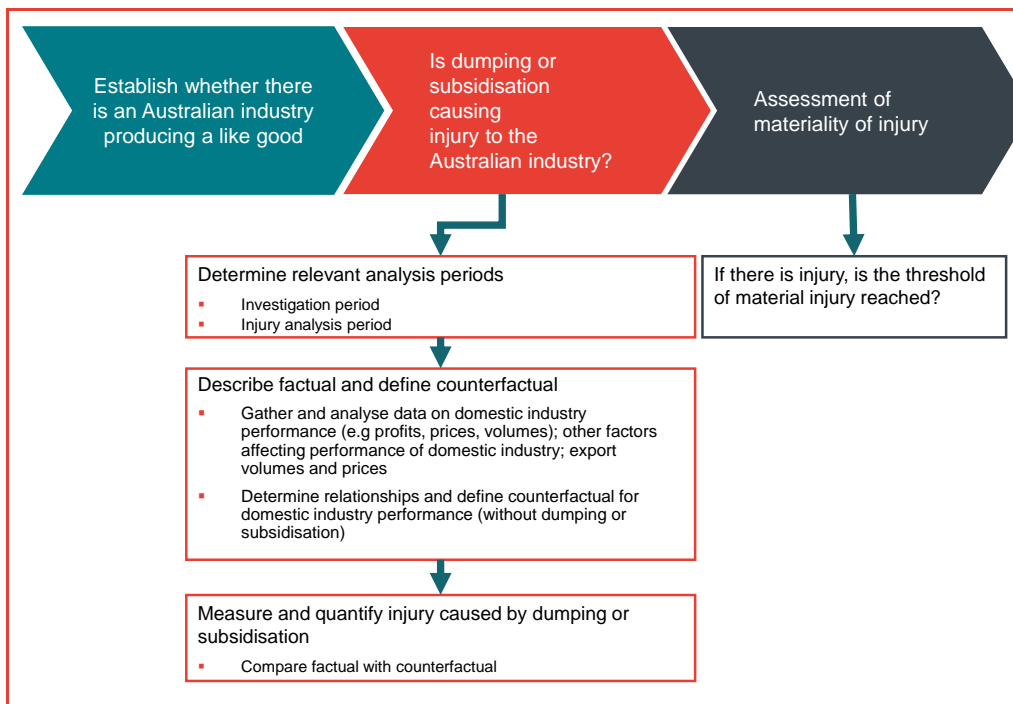 Establish whether there
is an Australian industry
producing a like good
Is dumping or
subsidisation
causing
injury to the
Australian industry?
Assessment of
materiality of injury
Determine relevant analysis periods
▪ Investigation period
▪ Injury analysis period
If there is injury, is the threshold
of material injury reached?
Describe factual and define counterfactual
▪ Gather and analyse data on domestic industry
performance (e.g profits, prices, volumes); other factors
affecting performance of domestic industry; export
volumes and prices
▪ Determine relationships and define counterfactual for
domestic industry performance (without dumping or
subsidisation)
Measure and quantify injury caused by dumping or
subsidisation
▪ Compare factual with counterfactual